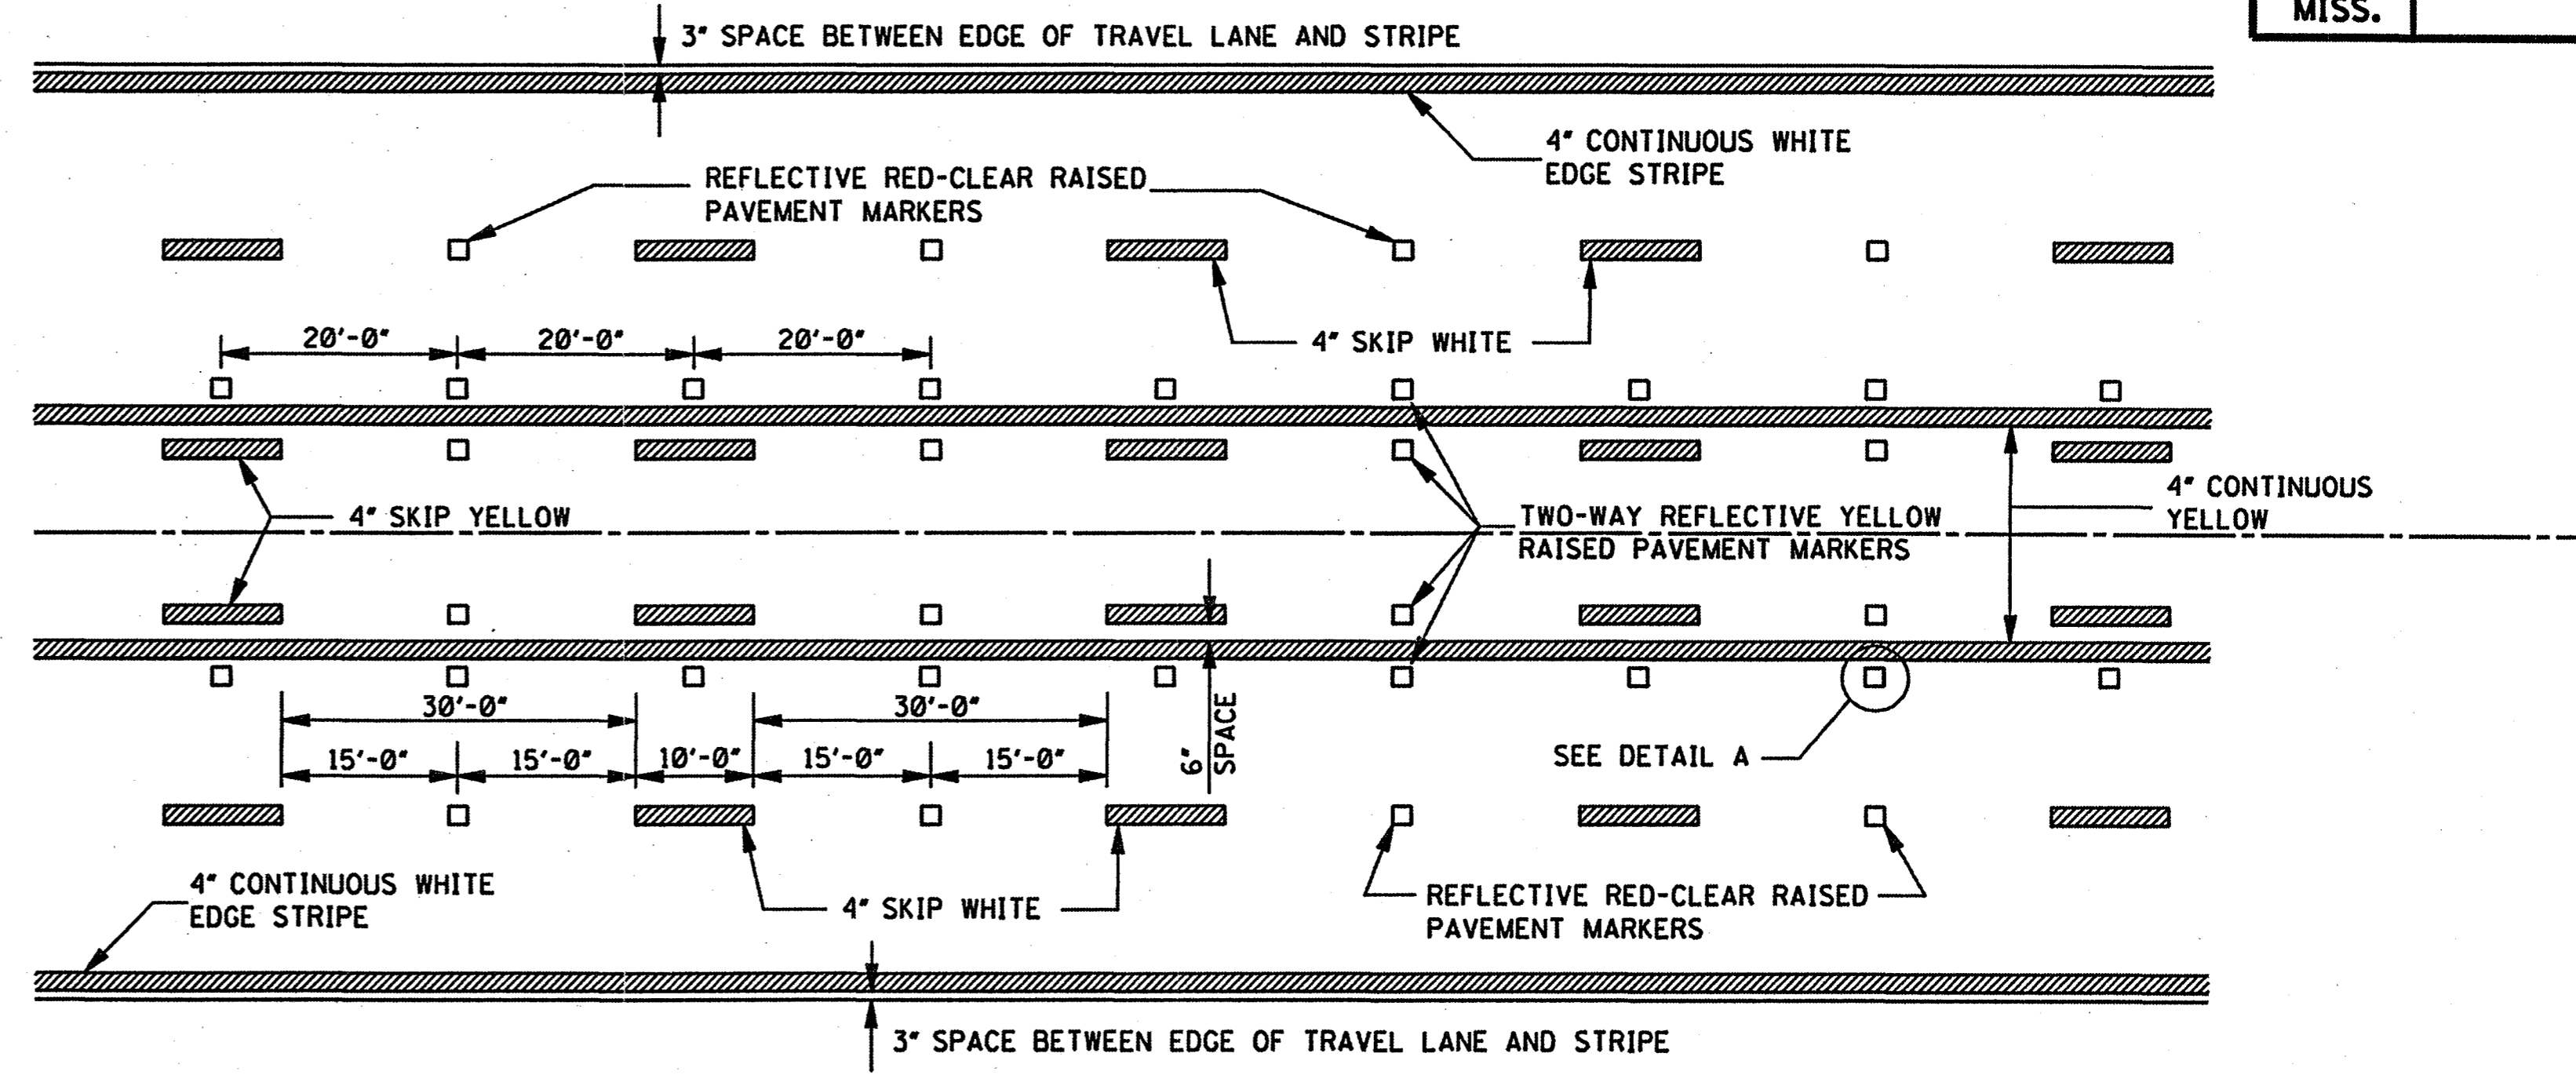 MISS.
3" SPACE BETWEEN EDGE OF TRAVEL LANE AND STRIPE
4" CONTINUOUS WHITE
EDGE STRIPE
REFLECTIVE RED-CLEAR RAISED
PAVEMENT MARKERS
4" SKIP WHITE
20'-0" 20'-0" 20'-0"
4" SKIP YELLOW
TWO-WAY REFLECTIVE YELLOW
RAISED PAVEMENT MARKERS
4" CONTINUOUS
YELLOW
30'-0" 30'-0"
15'-0" 15'-0" 10'-0" 15'-0" 15'-0"
6"
SPACE
SEE DETAIL A
4" CONTINUOUS WHITE
EDGE STRIPE
4" SKIP WHITE
REFLECTIVE RED-CLEAR RAISED
PAVEMENT MARKERS
3" SPACE BETWEEN EDGE OF TRAVEL LANE AND STRIPE